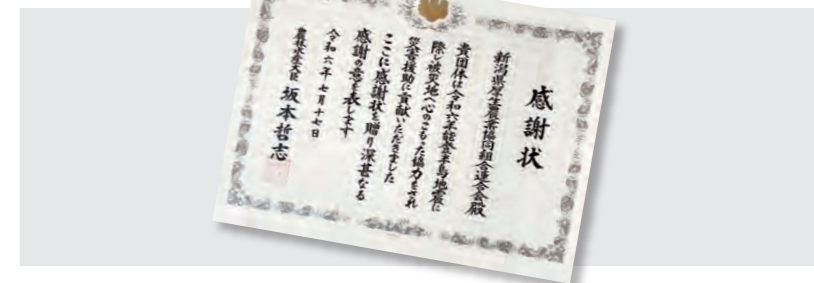 感謝状
新潟県厚生農業協同組合連合会殿
貴団体は令和六年能登半島地震に
際し被災地へ心のこもった協力をされ
災害援助に貢献いただきました
ここに感謝状を贈り深甚なる
感謝の意を表します
令和六年七月十七日
農林水産大臣 坂本哲志